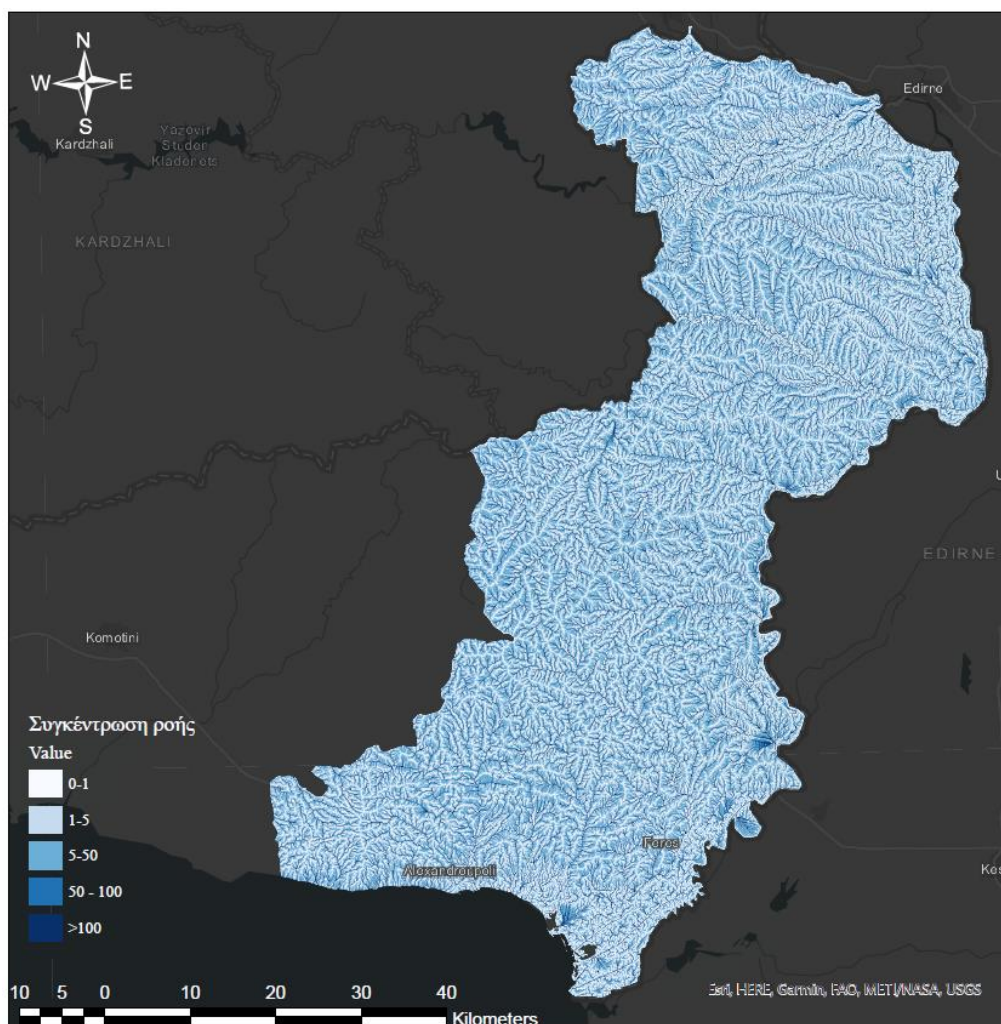 N
W E
S
Edirne
Kardzhali
Yazovir
Studen
Kladenets
KARDZHALI
EDIRNE
Komotini
Συγκέντρωση ροής
Value
0-1
1-5
5-50
50 - 100
>100
Feres
Alexandroupoli
10 5 0 10 20 30 40
Kilometers
Esri, HERE, Garmin, FAO, METI/NASA, USGS